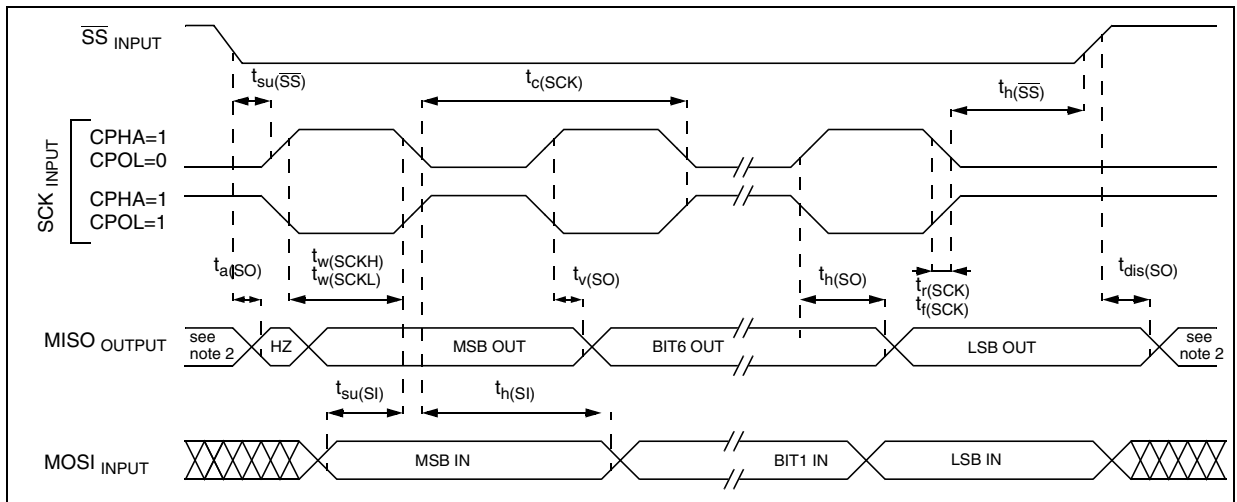 SS INPUT
tsu(SS)
tc(SCK)
th(SS)
SCK INPUT
CPHA=1
CPOL=0
CPHA=1
CPOL=1
ta(SO)
tw(SCKH)
tw(SCKL)
tv(SO)
th(SO)
tr(SCK)
tf(SCK)
tdis(SO)
MISO OUTPUT
see
note 2
HZ
MSB OUT
BIT6 OUT
LSB OUT
see
note 2
tsu(SI)
th(SI)
MOSI INPUT
MSB IN
BIT1 IN
LSB IN